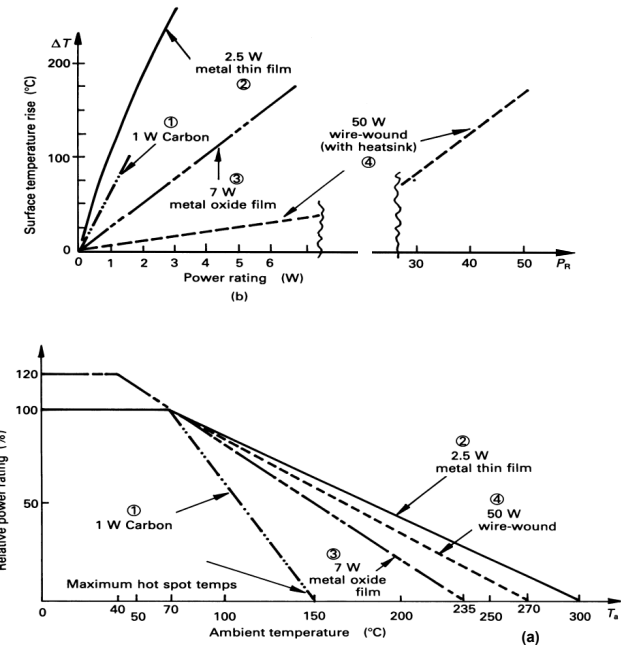 ΔT
200
100
0
Surface temperature rise (°C)
2.5 W
metal thin film
②
①
1 W Carbon
③
7 W
metal oxide film
50 W
wire-wound
(with heatsink)
④
0 1 2 3 4 5 6
30 40 50 P_R
Power rating (W)
(b)
120
100
50
Relative power rating (%)
②
2.5 W
metal thin film
④
50 W
wire-wound
①
1 W Carbon
③ 7 W
metal oxide
film
Maximum hot spot temps
0 40 50 70 100 150 200 235 250 270 300 T_a
Ambient temperature (°C)
(a)